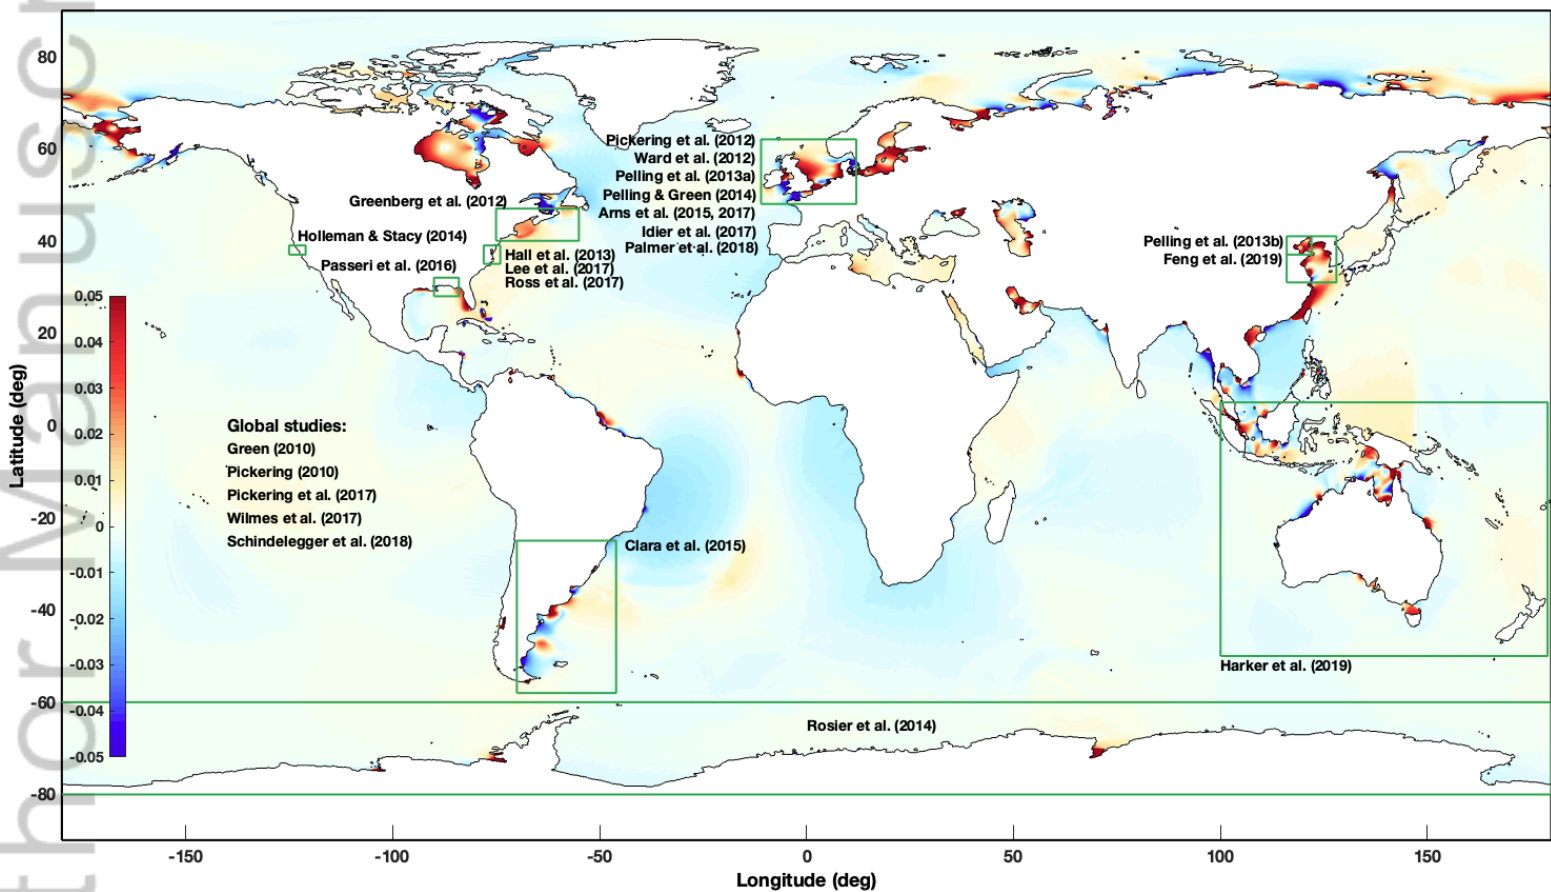 thor Manusc
80
60
40
20
0
-20
-40
-60
-80
Latitude (deg)
Pickering et al. (2012)
Ward et al. (2012)
Pelling et al. (2013a)
Pelling & Green (2014)
Arns et al. (2015, 2017)
Idier et al. (2017)
Palmer et al. (2018)
Greenberg et al. (2012)
Holleman & Stacy (2014)
Passeri et al. (2016)
Hall et al. (2013)
Lee et al. (2017)
Ross et al. (2017)
Pelling et al. (2013b)
Feng et al. (2019)
0.05
0.04
0.03
0.02
0.01
0
-0.01
-0.02
-0.03
-0.04
-0.05
Global studies:
Green (2010)
Pickering (2010)
Pickering et al. (2017)
Wilmes et al. (2017)
Schindelegger et al. (2018)
Clara et al. (2015)
Harker et al. (2019)
Rosier et al. (2014)
-150
-100
-50
0
50
100
150
Longitude (deg)